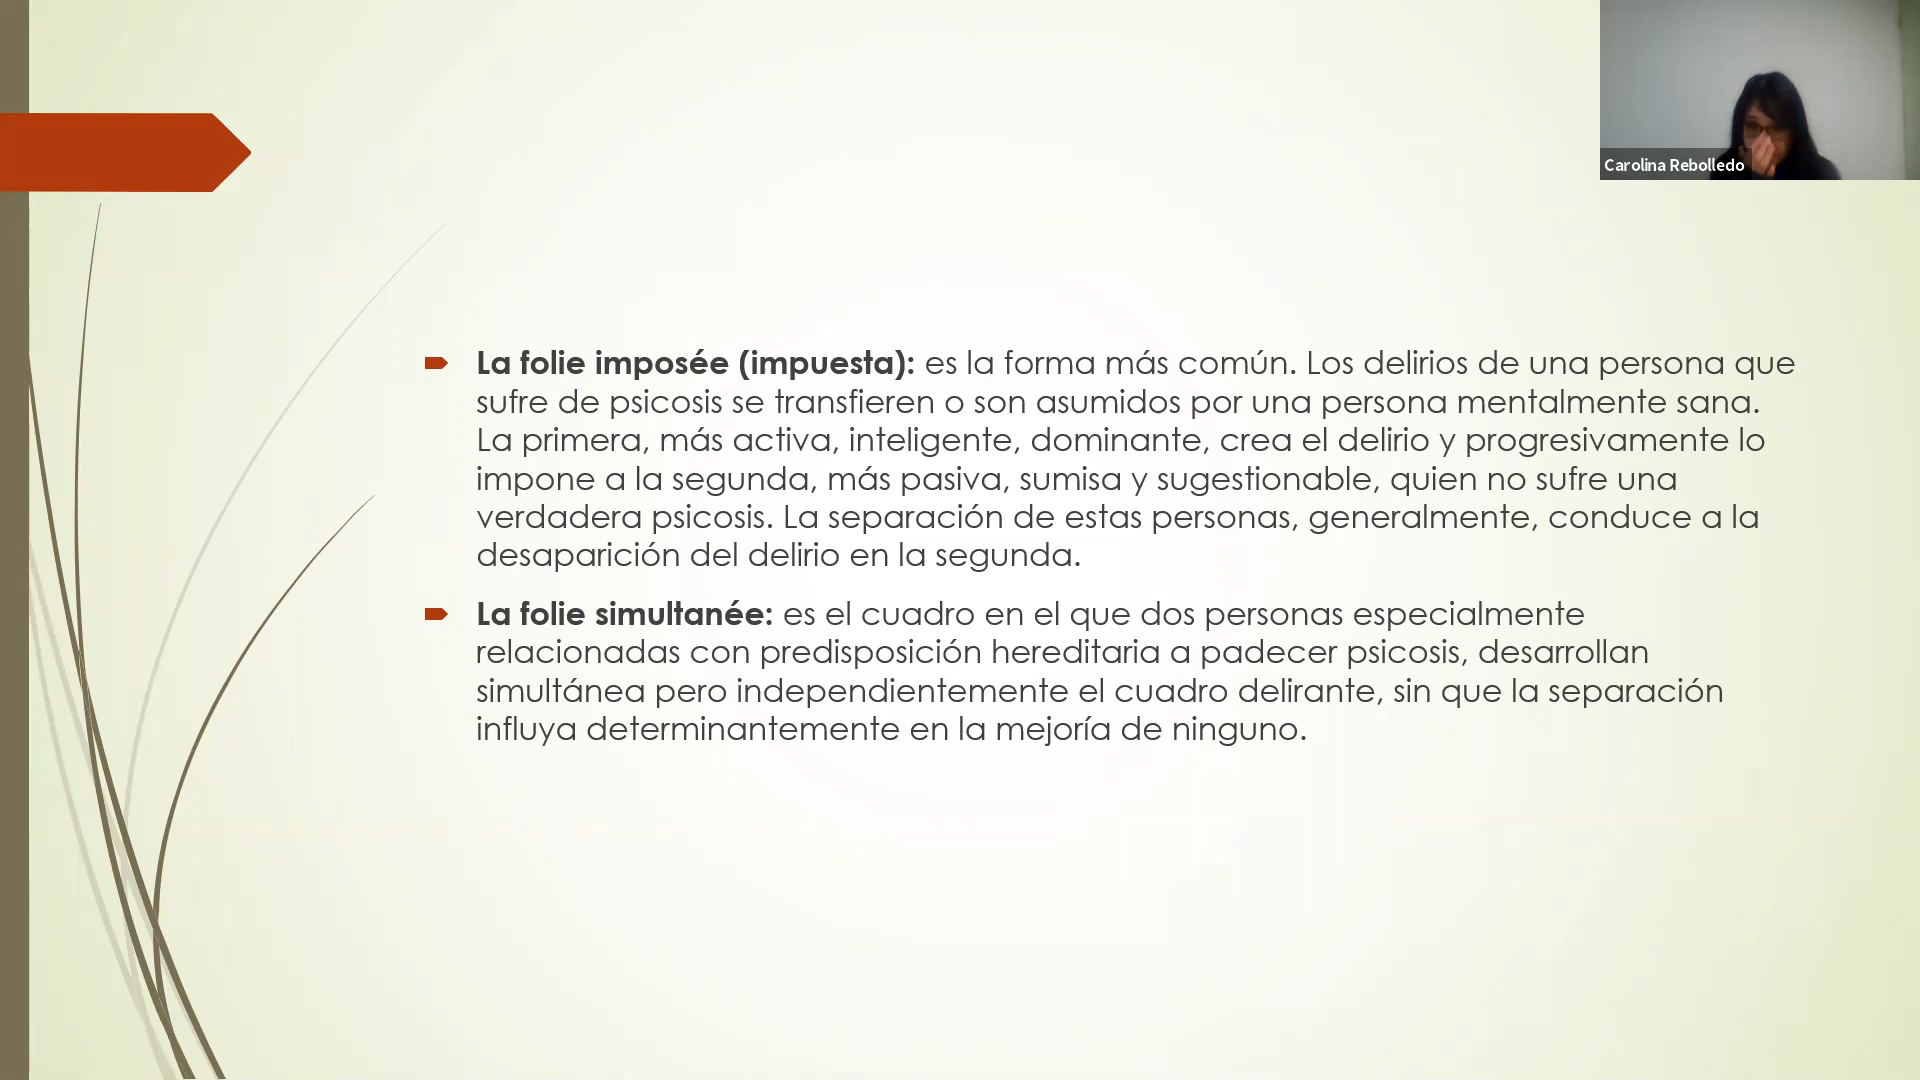 Carolina Rebolledo
La folie imposée (impuesta): es la forma más común. Los delirios de una persona que
sufre de psicosis se transfieren o son asumidos por una persona mentalmente sana.
La primera, más activa, inteligente, dominante, crea el delirio y progresivamente lo
impone a la segunda, más pasiva, sumisa y sugestionable, quien no sufre una
verdadera psicosis. La separación de estas personas, generalmente, conduce a la
desaparición del delirio en la segunda.
La folie simultanée: es el cuadro en el que dos personas especialmente
relacionadas con predisposición hereditaria a padecer psicosis, desarrollan
simultánea pero independientemente el cuadro delirante, sin que la separación
influya determinantemente en la mejoría de ninguno.